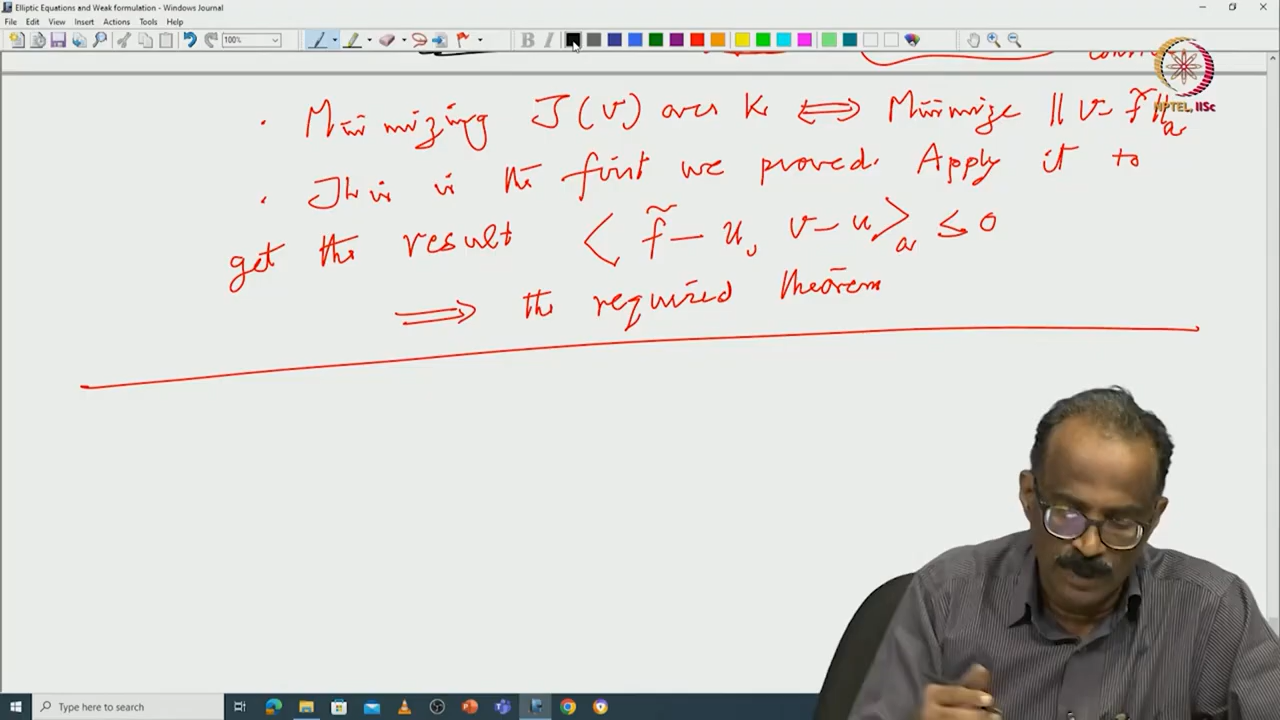 Elliptic Equations and Weak formulation - Windows Journal
File Edit View Insert Actions Tools Help
100%
NPTEL, IISc
· Minimizing J(v) over K ⟺ Minimize ‖v - f̃‖a
· This is the first we proved. Apply it to
get the result < f̃ - u, v - u >a ≤ 0
⟹ the required theorem
Type here to search